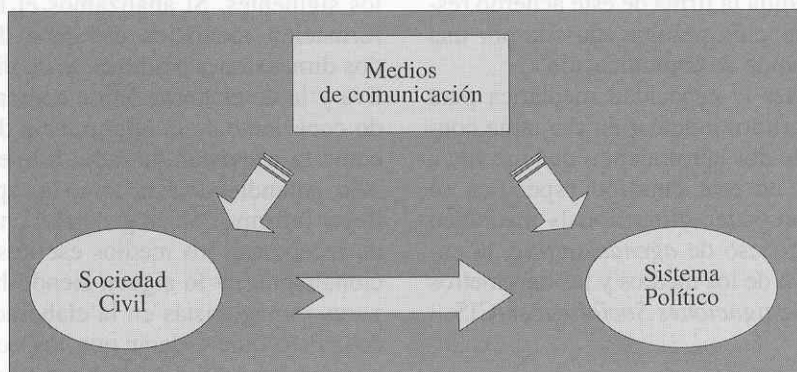 Medios
de comunicación
Sociedad
Civil
Sistema
Político